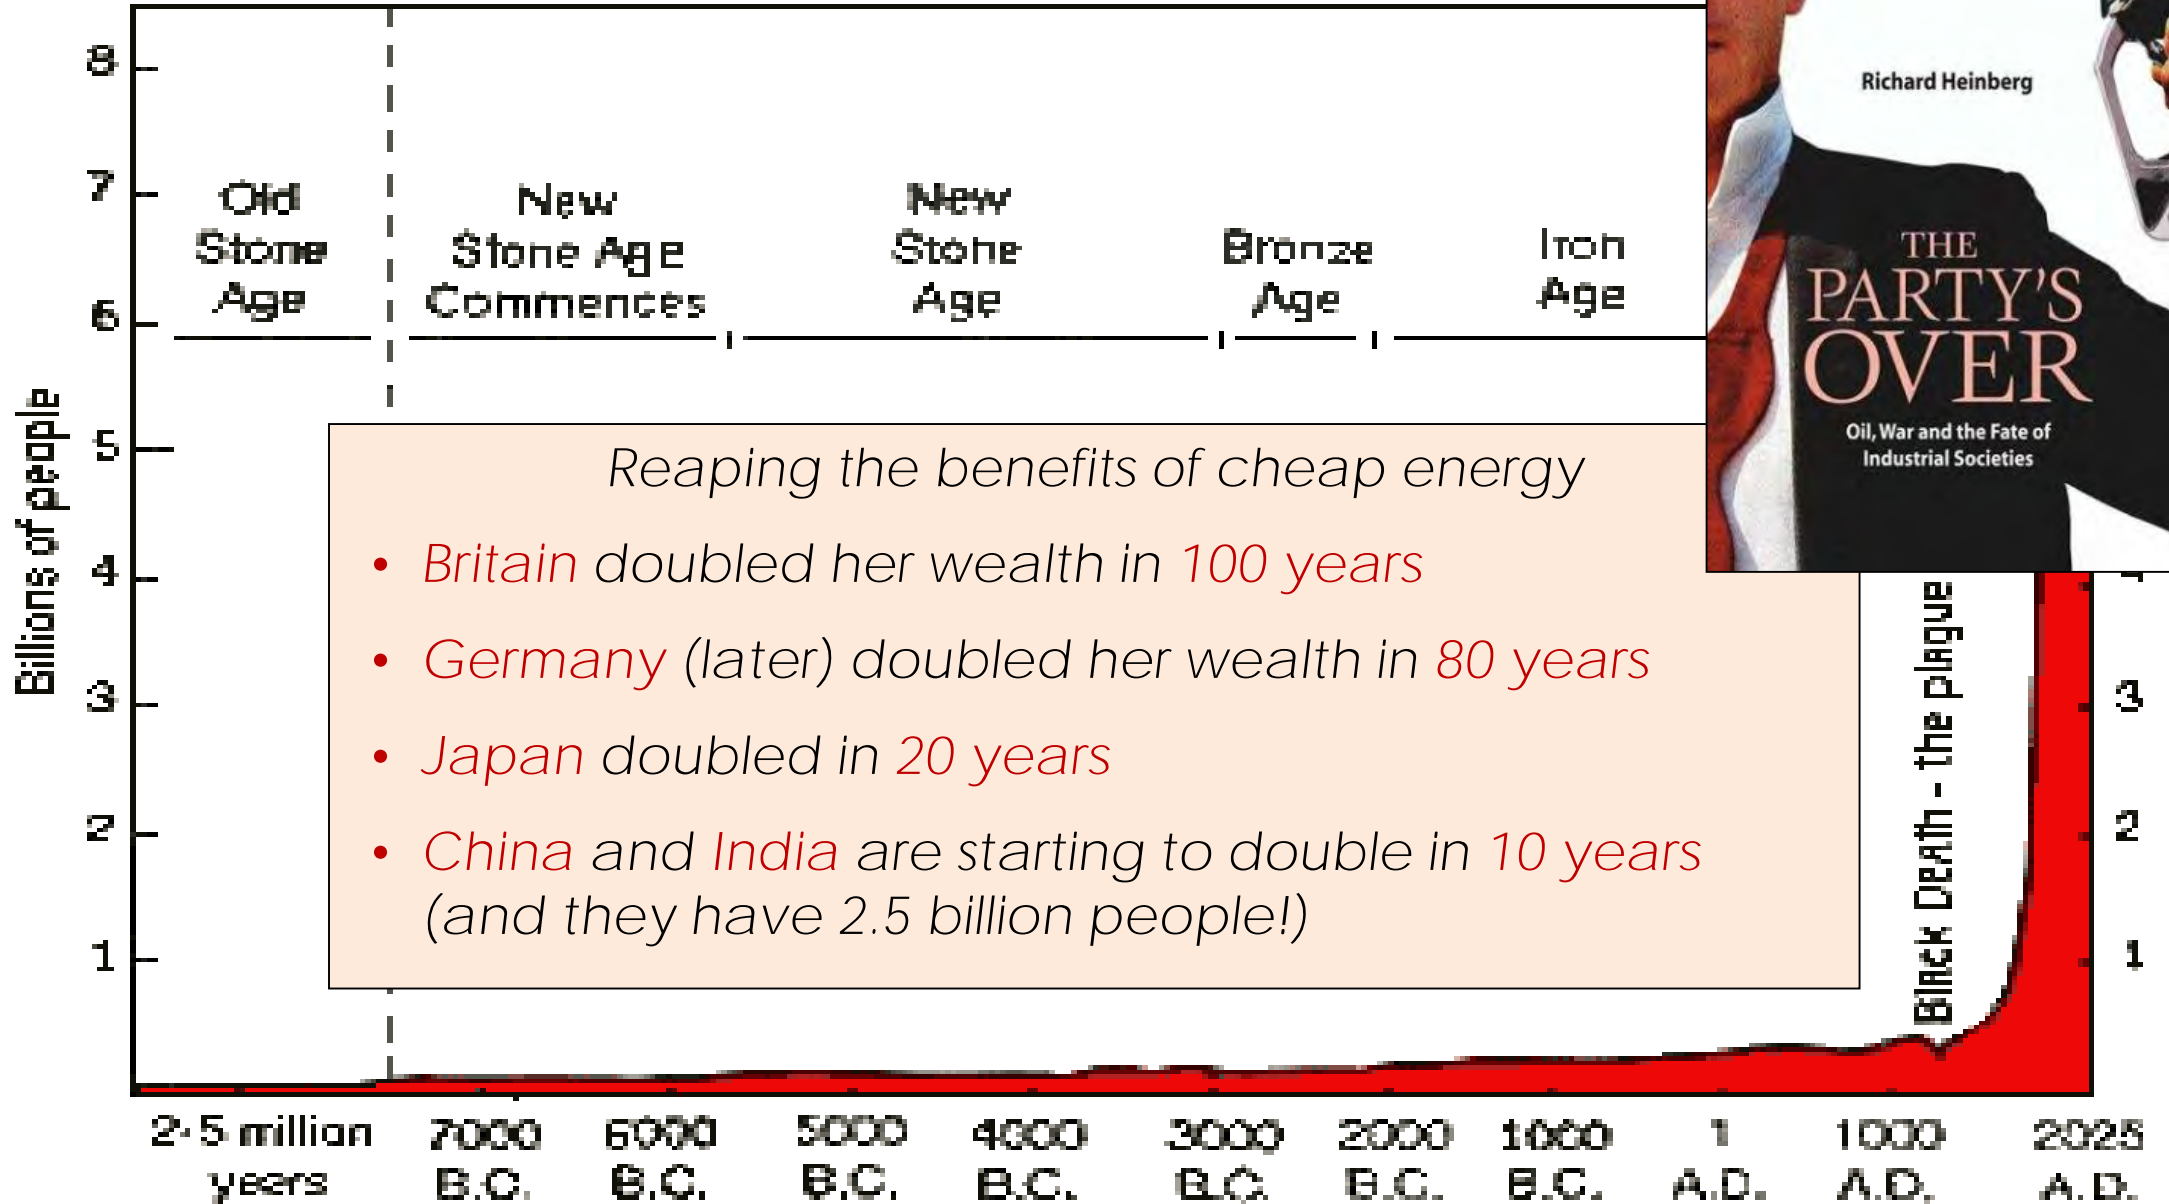 Richard Heinberg
THE
PARTY'S
OVER
Oil, War and the Fate of
Industrial Societies
8
7
6
5
4
3
2
1
Billions of people
Old
Stone
Age
New
Stone Age
Commences
New
Stone
Age
Bronze
Age
Iron
Age
Reaping the benefits of cheap energy
• Britain doubled her wealth in 100 years
• Germany (later) doubled her wealth in 80 years
• Japan doubled in 20 years
• China and India are starting to double in 10 years
(and they have 2.5 billion people!)
Black Death - the plague
3
2
1
2-5 million
years
7000
B.C.
6000
B.C.
5000
B.C.
4000
B.C.
3000
B.C.
2000
B.C.
1000
B.C.
1
A.D.
1000
A.D.
2025
A.D.